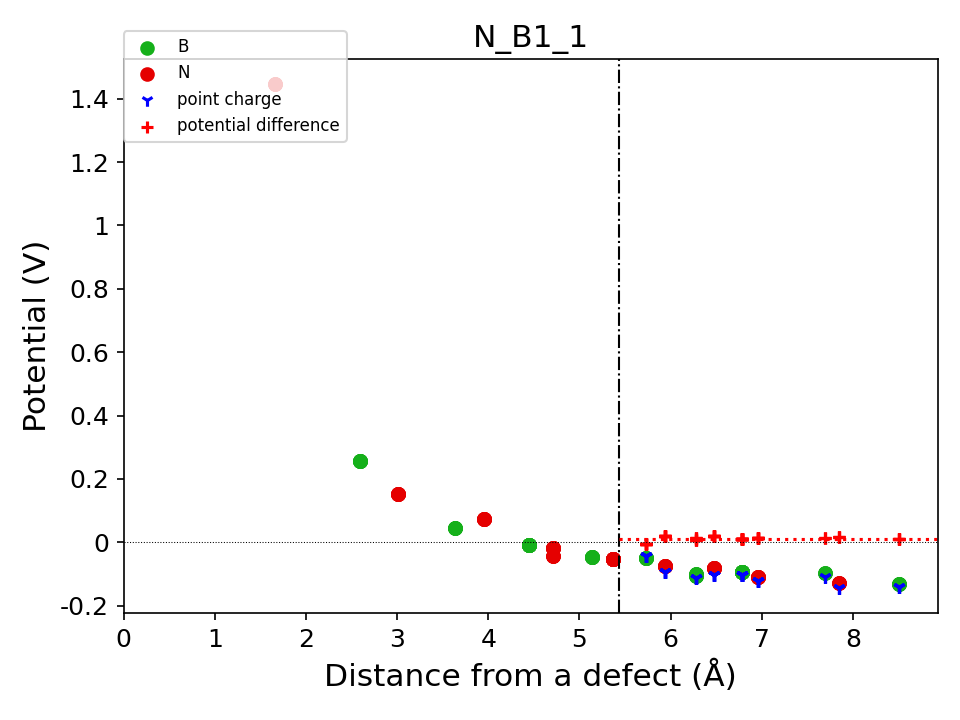 N_B1_1
B
N
point charge
potential difference
Potential (V)
1.4
1.2
1
0.8
0.6
0.4
0.2
0
-0.2
0 1 2 3 4 5 6 7 8
Distance from a defect (Å)